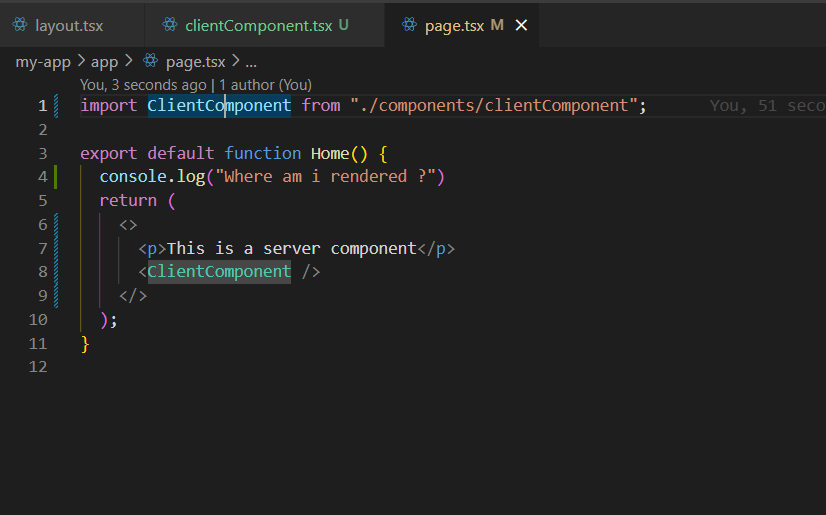 layout.tsx clientComponent.tsx U page.tsx M
my-app > app > page.tsx > ...
You, 3 seconds ago | 1 author (You)
1 import ClientComponent from "./components/clientComponent"; You, 51 seco
2
3 export default function Home() {
4 console.log("Where am i rendered ?")
5 return (
6 <>
7 <p>This is a server component</p>
8 <ClientComponent />
9 </>
10 );
11 }
12